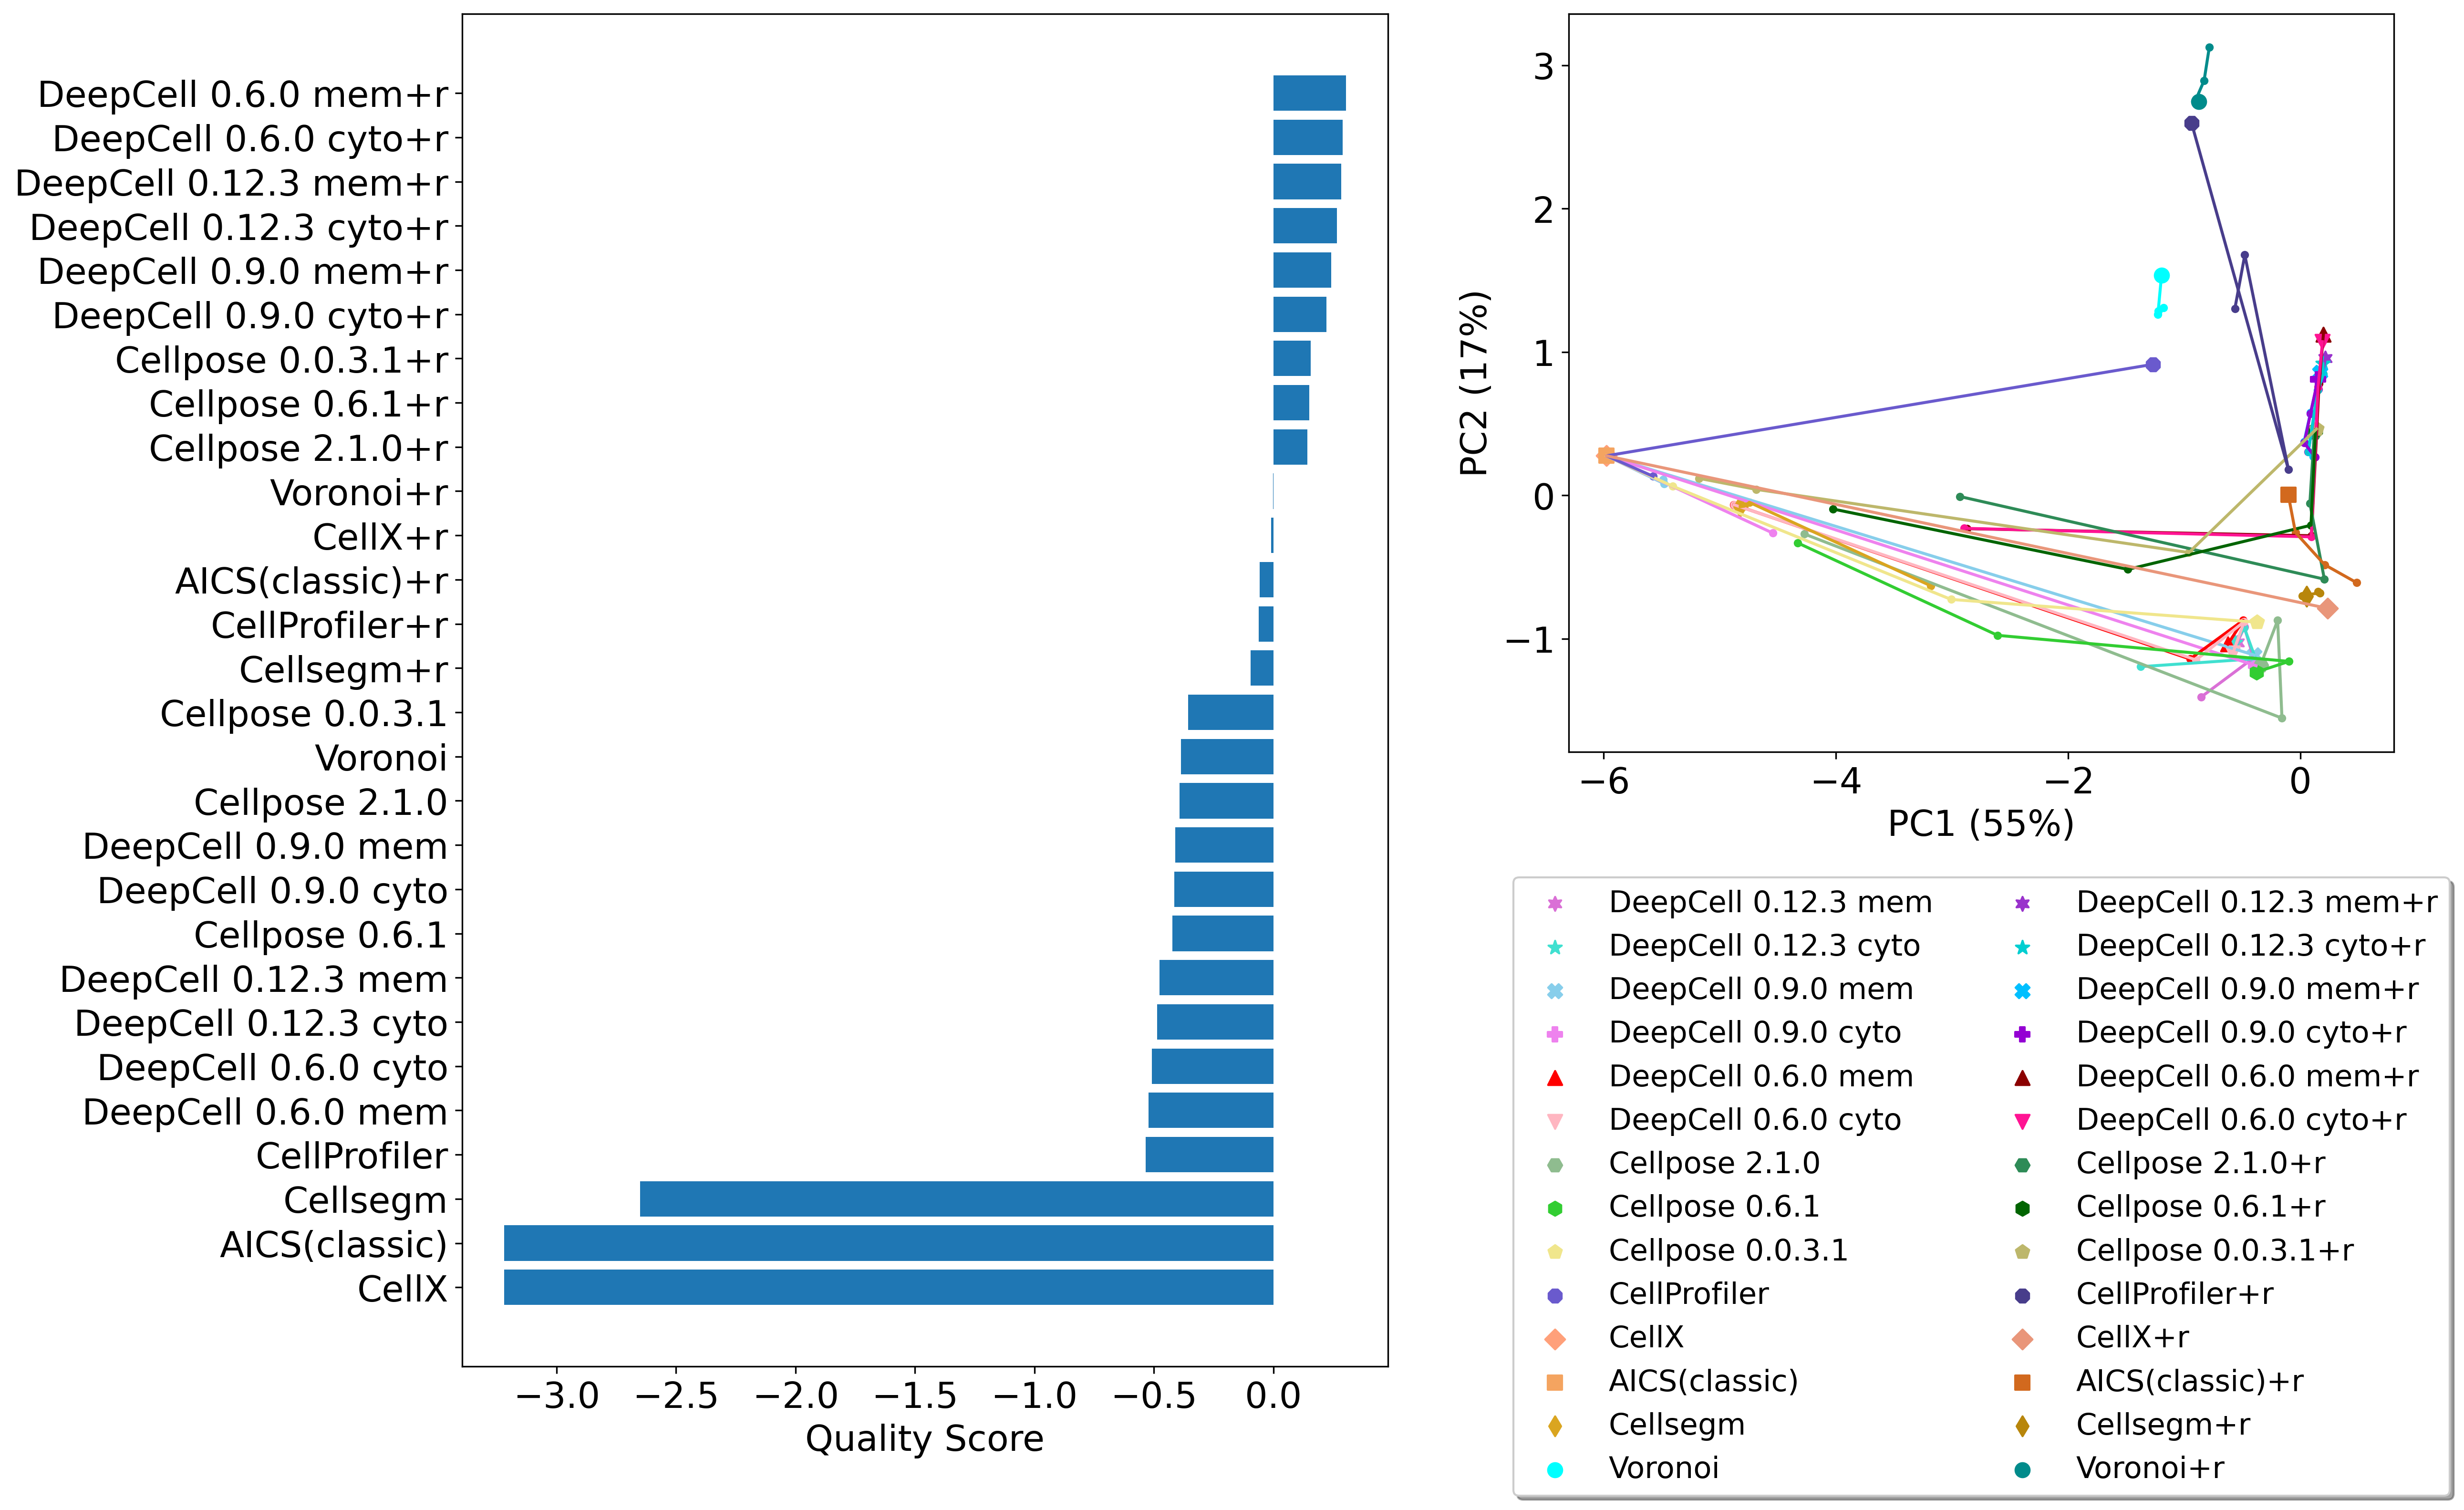 DeepCell 0.6.0 mem+r
DeepCell 0.6.0 cyto+r
DeepCell 0.12.3 mem+r
DeepCell 0.12.3 cyto+r
DeepCell 0.9.0 mem+r
DeepCell 0.9.0 cyto+r
Cellpose 0.0.3.1+r
Cellpose 0.6.1+r
Cellpose 2.1.0+r
Voronoi+r
CellX+r
AICS(classic)+r
CellProfiler+r
Cellsegm+r
Cellpose 0.0.3.1
Voronoi
Cellpose 2.1.0
DeepCell 0.9.0 mem
DeepCell 0.9.0 cyto
Cellpose 0.6.1
DeepCell 0.12.3 mem
DeepCell 0.12.3 cyto
DeepCell 0.6.0 cyto
DeepCell 0.6.0 mem
CellProfiler
Cellsegm
AICS(classic)
CellX
−3.0 −2.5 −2.0 −1.5 −1.0 −0.5 0.0
Quality Score
3
2
1
0
−1
PC2 (17%)
−6 −4 −2 0
PC1 (55%)
DeepCell 0.12.3 mem
DeepCell 0.12.3 cyto
DeepCell 0.9.0 mem
DeepCell 0.9.0 cyto
DeepCell 0.6.0 mem
DeepCell 0.6.0 cyto
Cellpose 2.1.0
Cellpose 0.6.1
Cellpose 0.0.3.1
CellProfiler
CellX
AICS(classic)
Cellsegm
Voronoi
DeepCell 0.12.3 mem+r
DeepCell 0.12.3 cyto+r
DeepCell 0.9.0 mem+r
DeepCell 0.9.0 cyto+r
DeepCell 0.6.0 mem+r
DeepCell 0.6.0 cyto+r
Cellpose 2.1.0+r
Cellpose 0.6.1+r
Cellpose 0.0.3.1+r
CellProfiler+r
CellX+r
AICS(classic)+r
Cellsegm+r
Voronoi+r